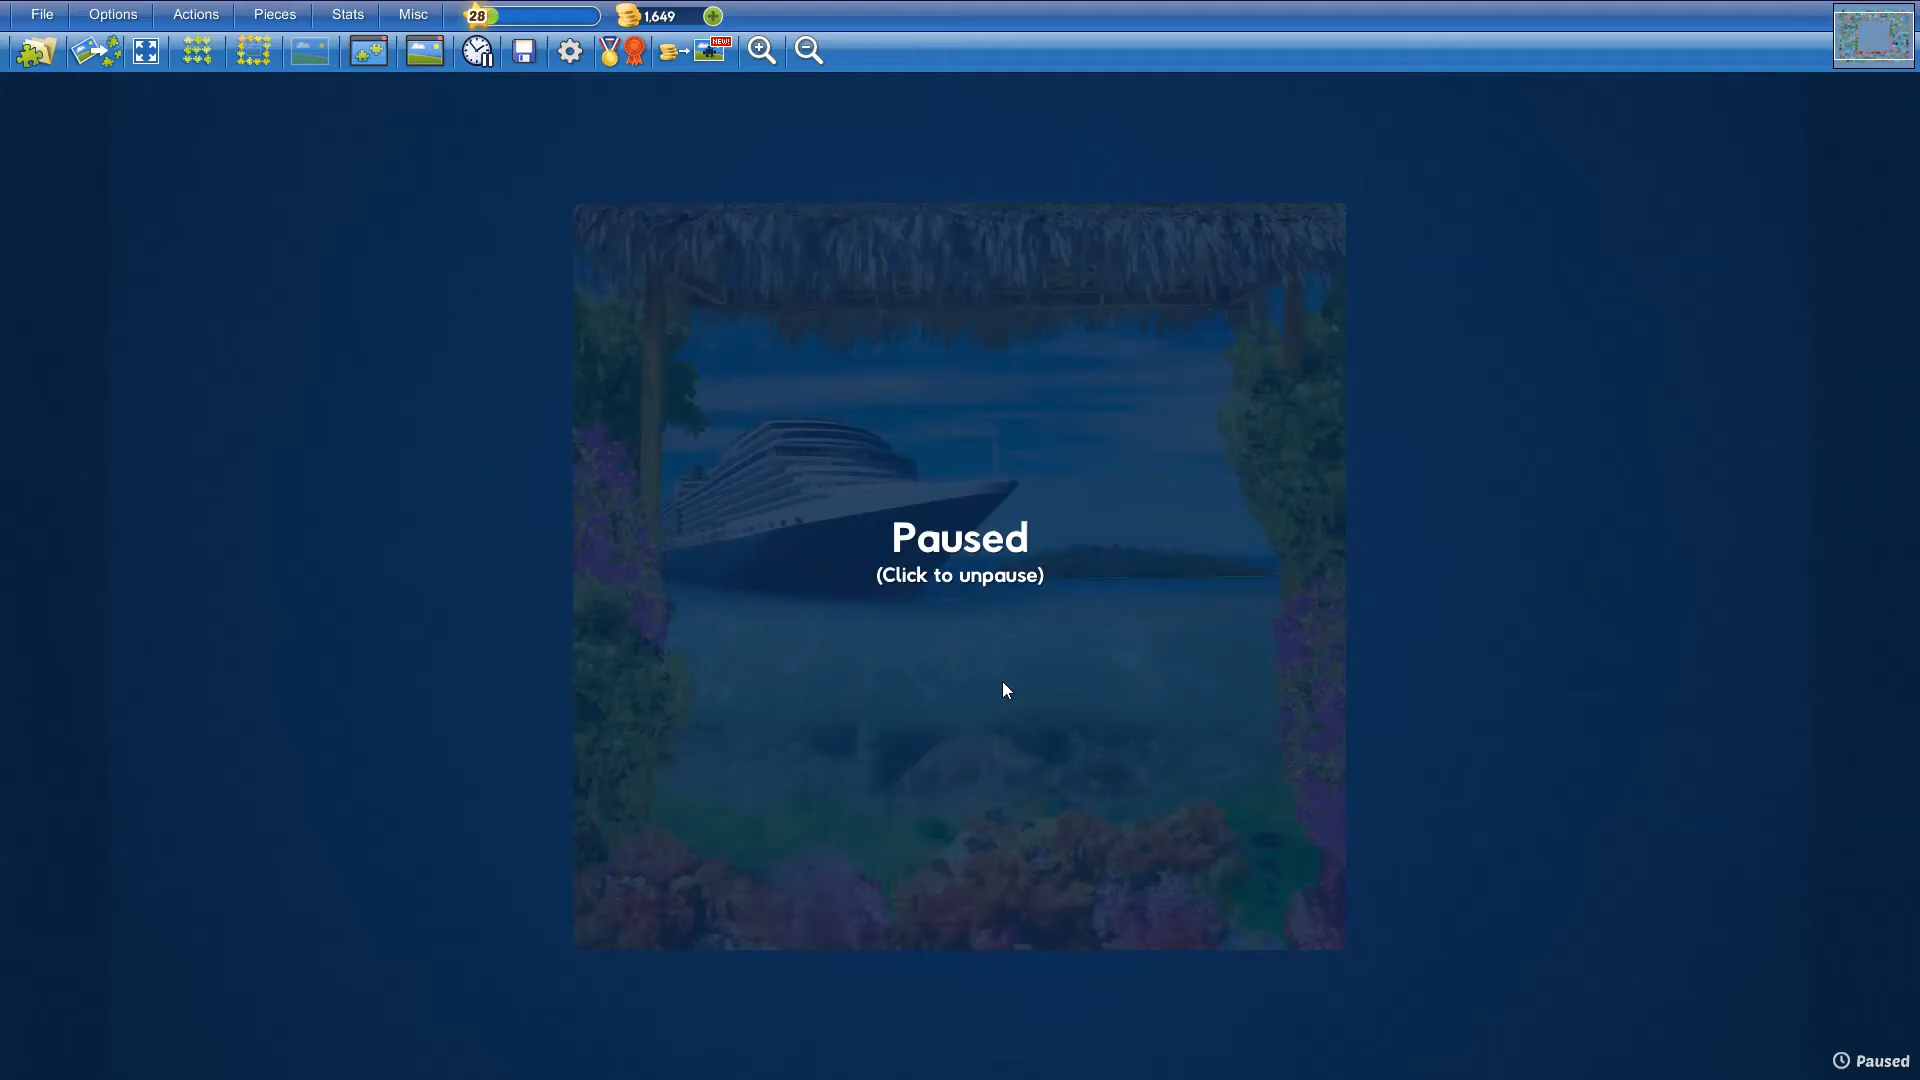 File Options Actions Pieces Stats Misc 28 1,649
NEW!
Paused
(Click to unpause)
Paused